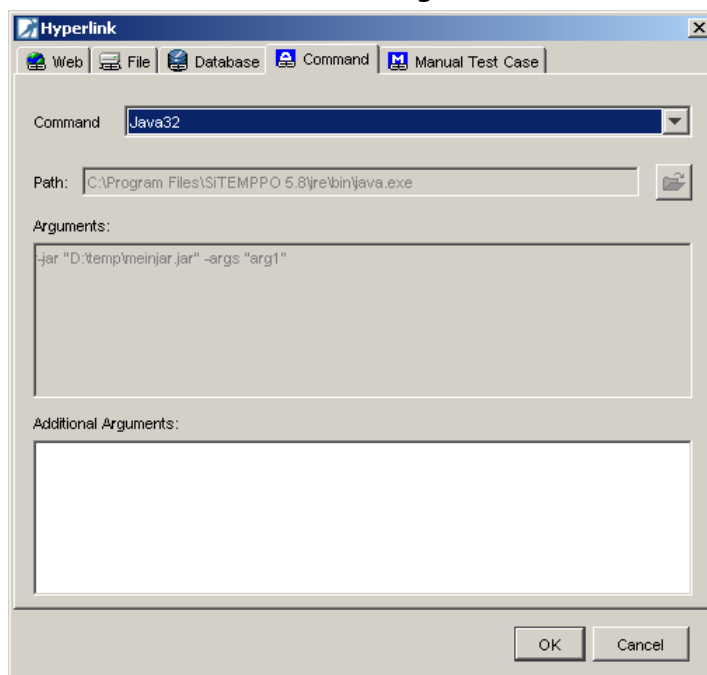 Hyperlink
Web File Database Command Manual Test Case
Command Java32
Path: C:\Program Files\SiTEMPPO 5.8\jre\bin\java.exe
Arguments:
-jar "D:\temp\meinjar.jar" -args "arg1"
Additional Arguments:
OK Cancel